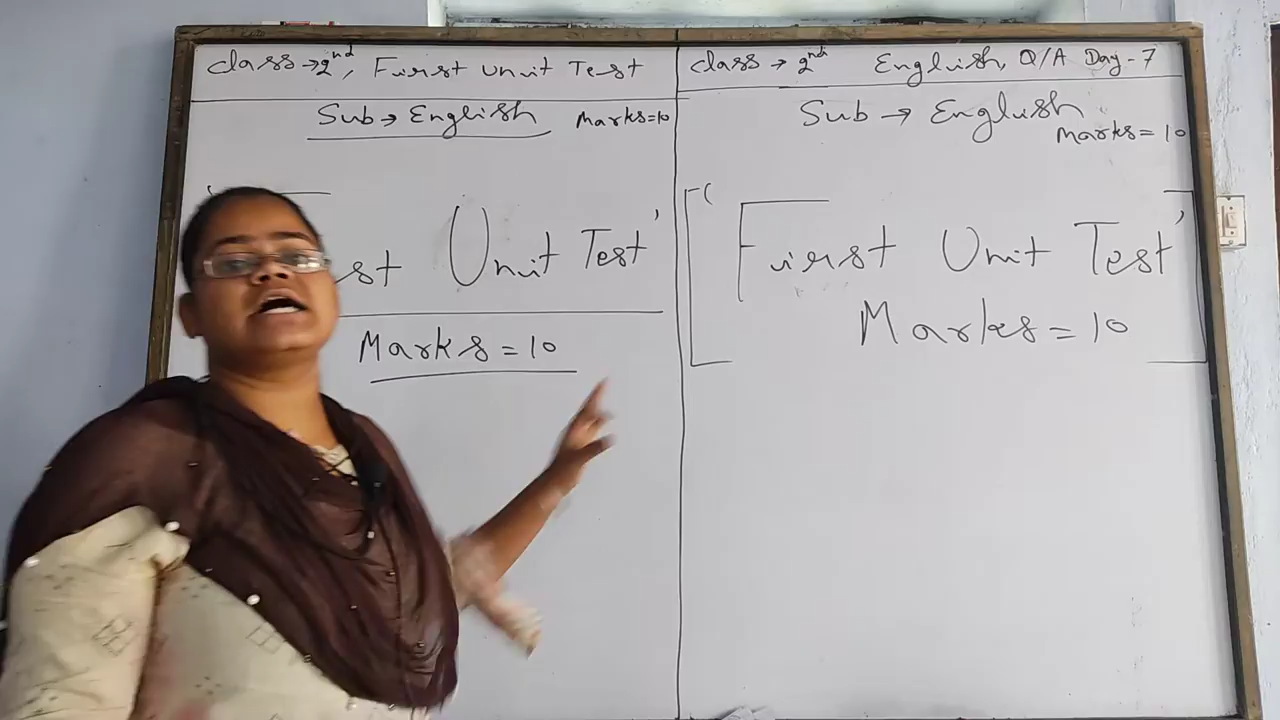 Class → 2nd, First Unit Test
Sub → English Marks = 10
st Unit Test'
Marks = 10
Class → 2nd English, Q/A Day - 7
Sub → English
Marks = 10
'First Unit Test'
Marks = 10